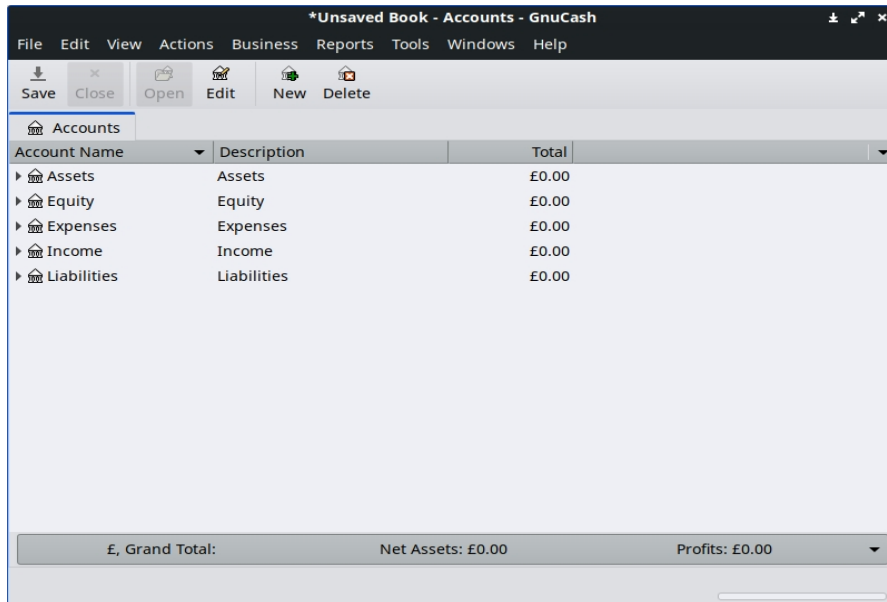 *Unsaved Book - Accounts - GnuCash
File Edit View Actions Business Reports Tools Windows Help
Save Close Open Edit New Delete
Accounts
Account Name Description Total
Assets Assets £0.00
Equity Equity £0.00
Expenses Expenses £0.00
Income Income £0.00
Liabilities Liabilities £0.00
£, Grand Total: Net Assets: £0.00 Profits: £0.00